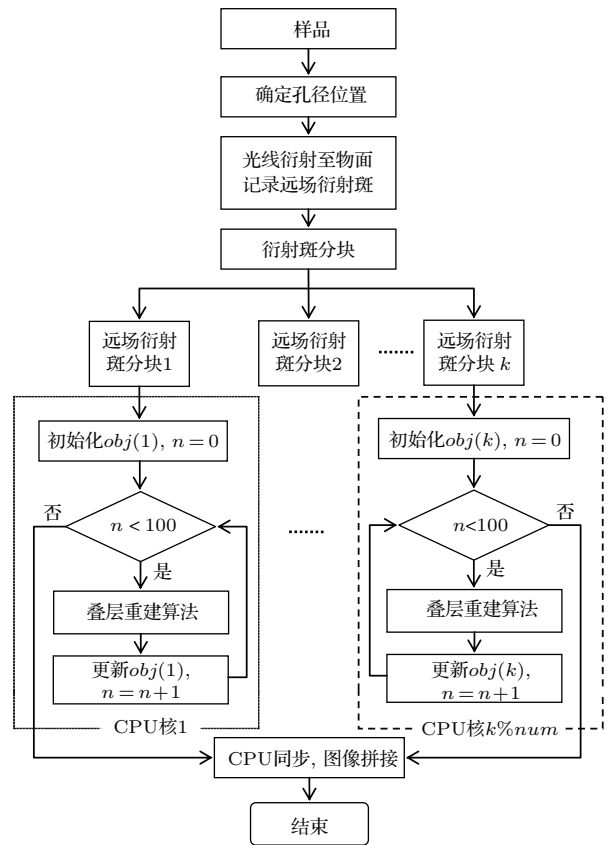 样品
确定孔径位置
光线衍射至物面
记录远场衍射斑
衍射斑分块
远场衍射
斑分块1
远场衍射
斑分块2
.......
远场衍射
斑分块 k
初始化obj(1), n=0
初始化obj(k), n=0
否
n < 100
.......
n<100
否
是
是
叠层重建算法
叠层重建算法
更新obj(1),
n=n+1
更新obj(k),
n=n+1
CPU核1
CPU核k%num
CPU同步, 图像拼接
结束